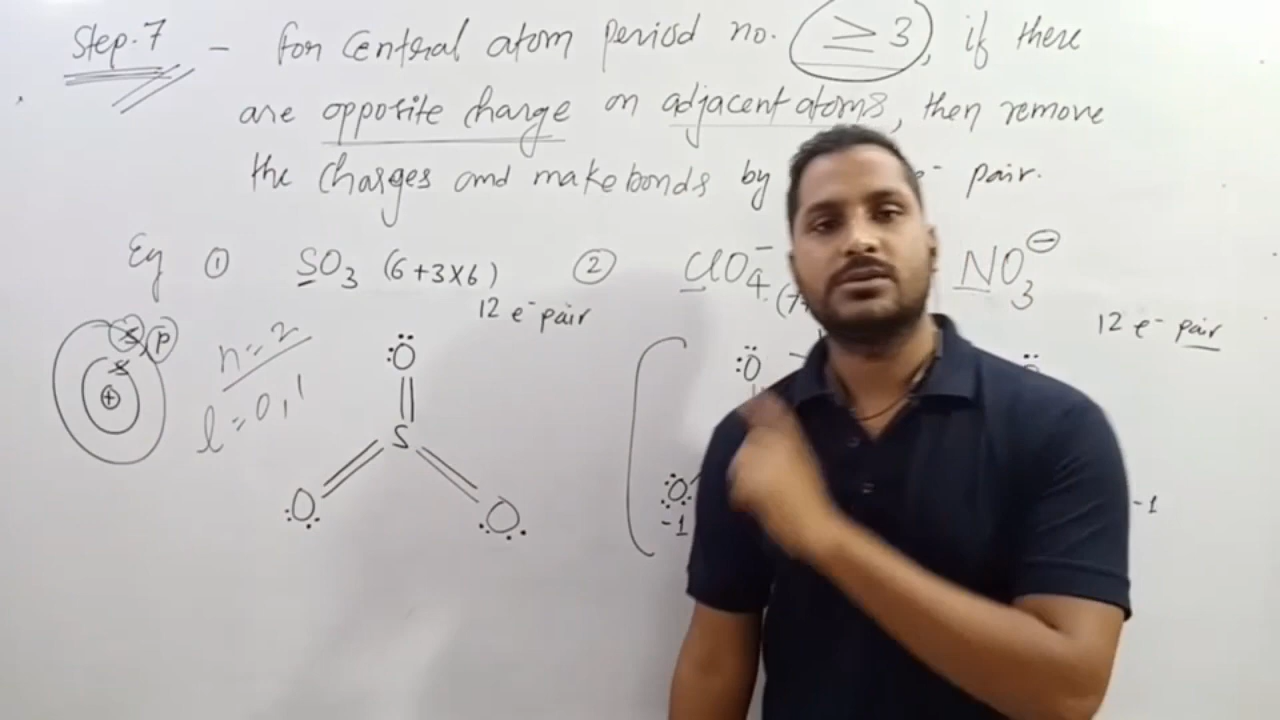 Step-7 - for Central atom period no. ≥ 3, if there
are opposite charge on adjacent atoms, then remove
the charges and make bonds by e⁻ pair.
Eg ① SO₃ (6+3×6) ② ClO₄⁻ NO₃⁻
12 e⁻ pair (7+ 12 e⁻ pair
s p n=2
s l=0,1
+
O
S
O O
O
O
-1 -1